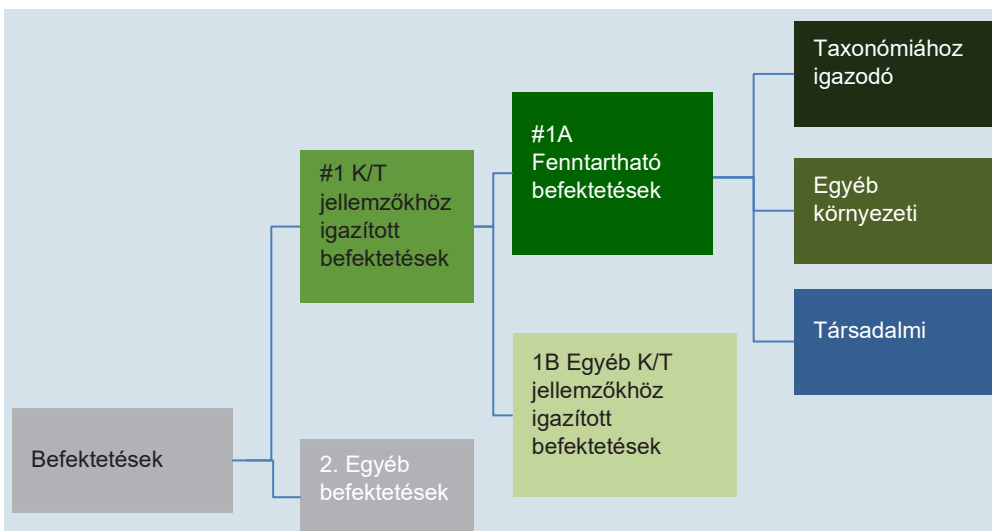 Befektetések
#1 K/T
jellemzőkhöz
igazított
befektetések
2. Egyéb
befektetések
#1A
Fenntartható
befektetések
1B Egyéb K/T
jellemzőkhöz
igazított
befektetések
Taxonómiához
igazodó
Egyéb
környezeti
Társadalmi